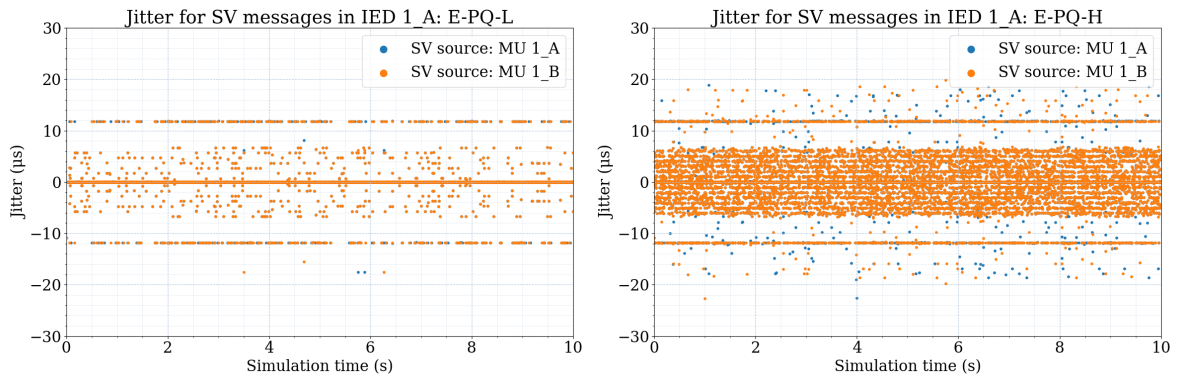 Jitter for SV messages in IED 1_A: E-PQ-L
SV source: MU 1_A
SV source: MU 1_B
30
20
10
0
−10
−20
−30
Jitter (µs)
0 2 4 6 8 10
Simulation time (s)
Jitter for SV messages in IED 1_A: E-PQ-H
SV source: MU 1_A
SV source: MU 1_B
30
20
10
0
−10
−20
−30
Jitter (µs)
0 2 4 6 8 10
Simulation time (s)